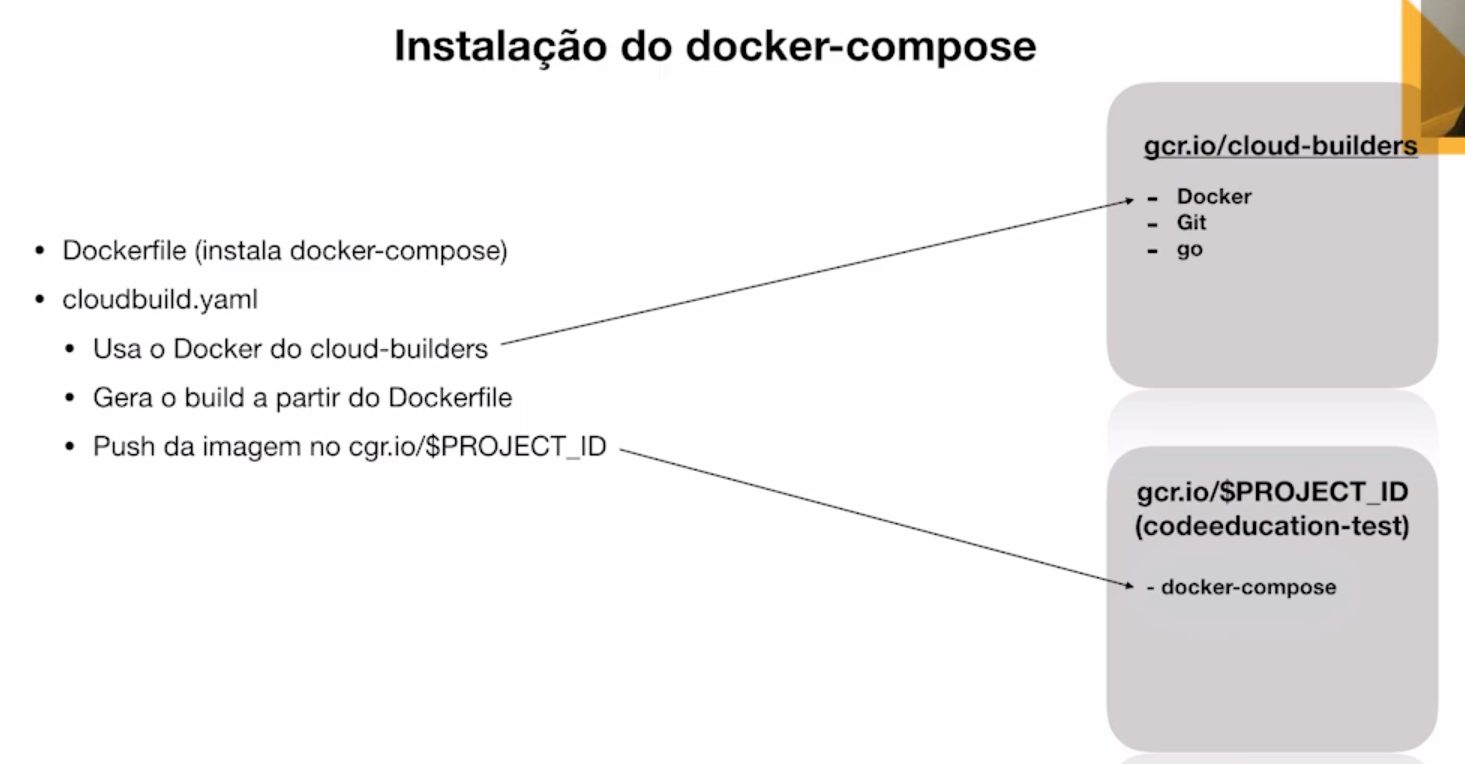 Instalação do docker-compose
• Dockerfile (instala docker-compose)
• cloudbuild.yaml
• Usa o Docker do cloud-builders
• Gera o build a partir do Dockerfile
• Push da imagem no cgr.io/$PROJECT_ID
gcr.io/cloud-builders
- Docker
- Git
- go
gcr.io/$PROJECT_ID
(codeeducation-test)
- docker-compose